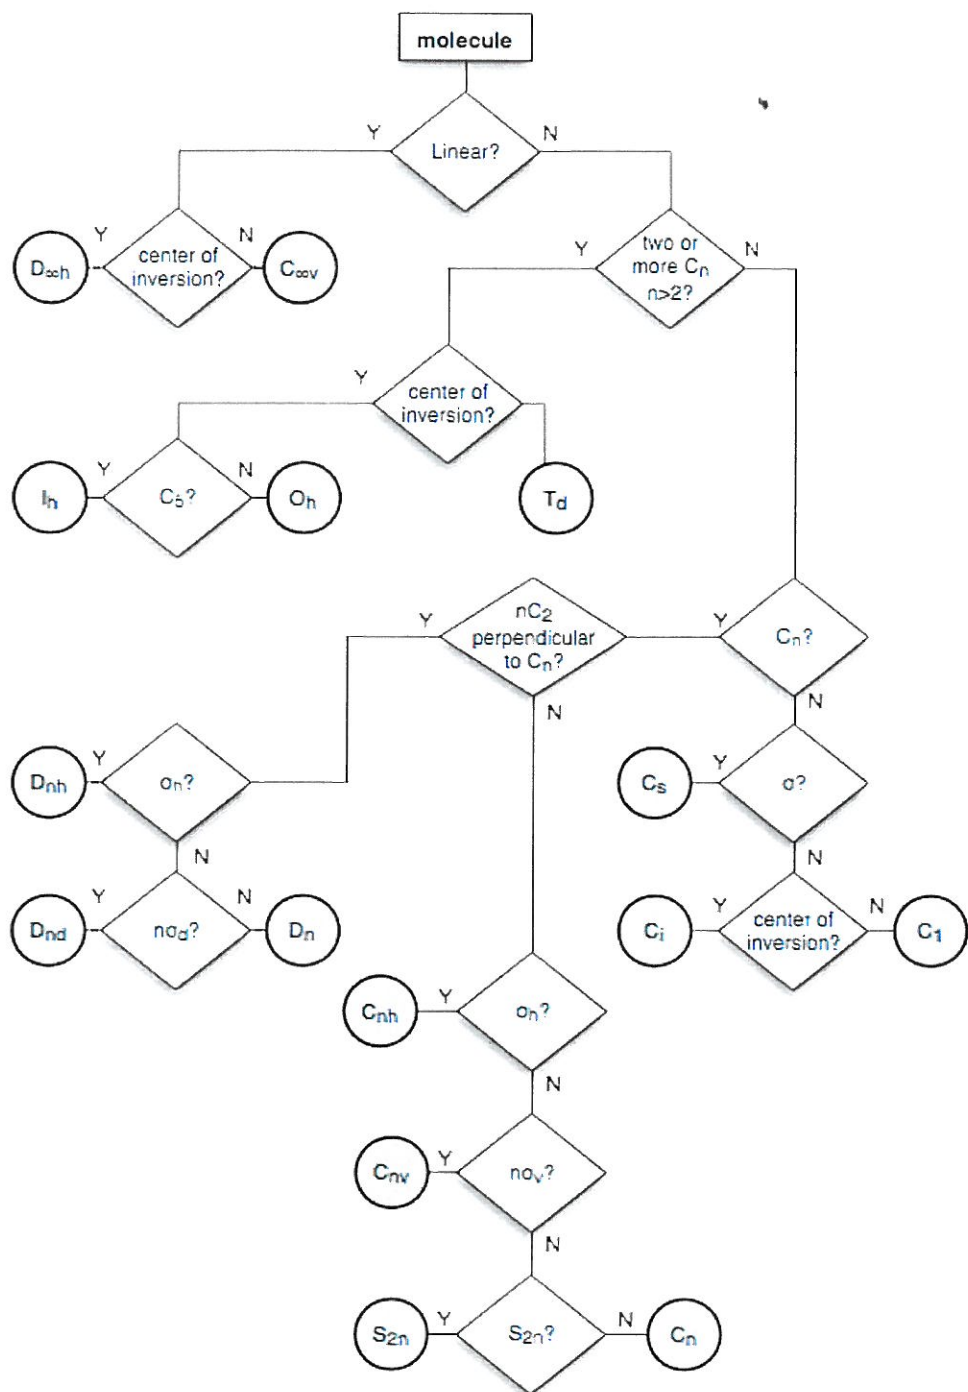 molecule
Y
N
Linear?
Y
N
Y
N
D∞h
center of
inversion?
C∞v
two or
more Cn
n>2?
Y
center of
inversion?
Y
N
Ih
C5?
Oh
Td
Y
nC2
perpendicular
to Cn?
Y
Cn?
N
N
Dnh
Y
σh?
Cs
Y
σ?
N
N
Y
N
Y
N
Dnd
nσd?
Dn
Ci
center of
inversion?
C1
Cnh
Y
σh?
N
Cnv
Y
nσv?
N
S2n
Y
S2n?
N
Cn